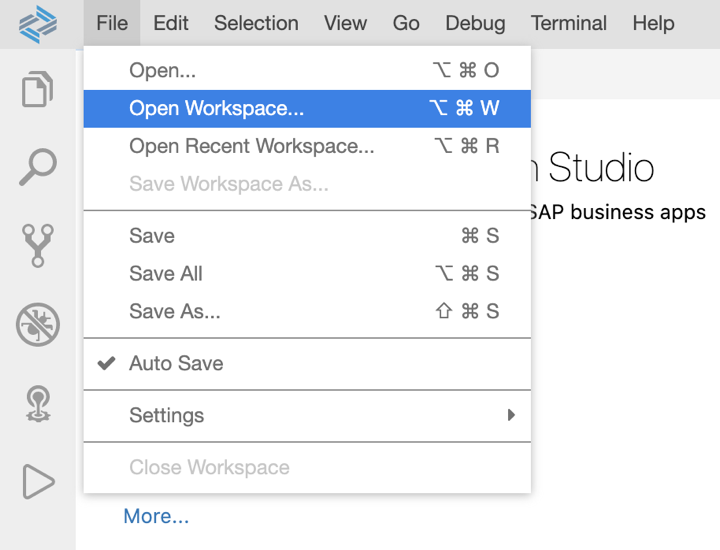 File Edit Selection View Go Debug Terminal Help
Open... ⌥ ⌘ O
Open Workspace... ⌥ ⌘ W
Open Recent Workspace... ⌥ ⌘ R
Studio
Save Workspace As...
SAP business apps
Save ⌘ S
Save All ⌥ ⌘ S
Save As... ⇧ ⌘ S
Auto Save
Settings
Close Workspace
More...